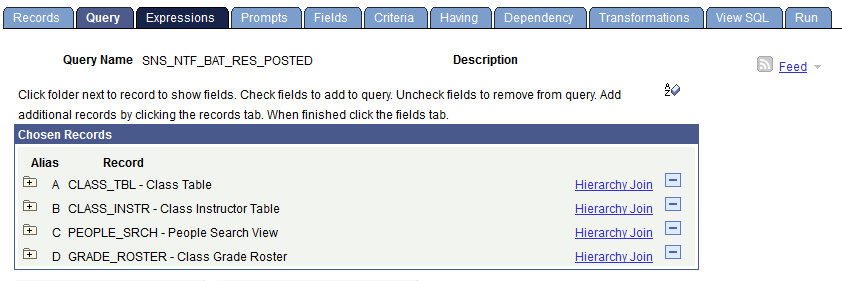 Records Query Expressions Prompts Fields Criteria Having Dependency Transformations View SQL Run
Query Name SNS_NTF_BAT_RES_POSTED Description
Feed
Click folder next to record to show fields. Check fields to add to query. Uncheck fields to remove from query. Add
additional records by clicking the records tab. When finished click the fields tab.
A
Z
Chosen Records
Alias Record
A CLASS_TBL - Class Table Hierarchy Join
B CLASS_INSTR - Class Instructor Table Hierarchy Join
C PEOPLE_SRCH - People Search View Hierarchy Join
D GRADE_ROSTER - Class Grade Roster Hierarchy Join